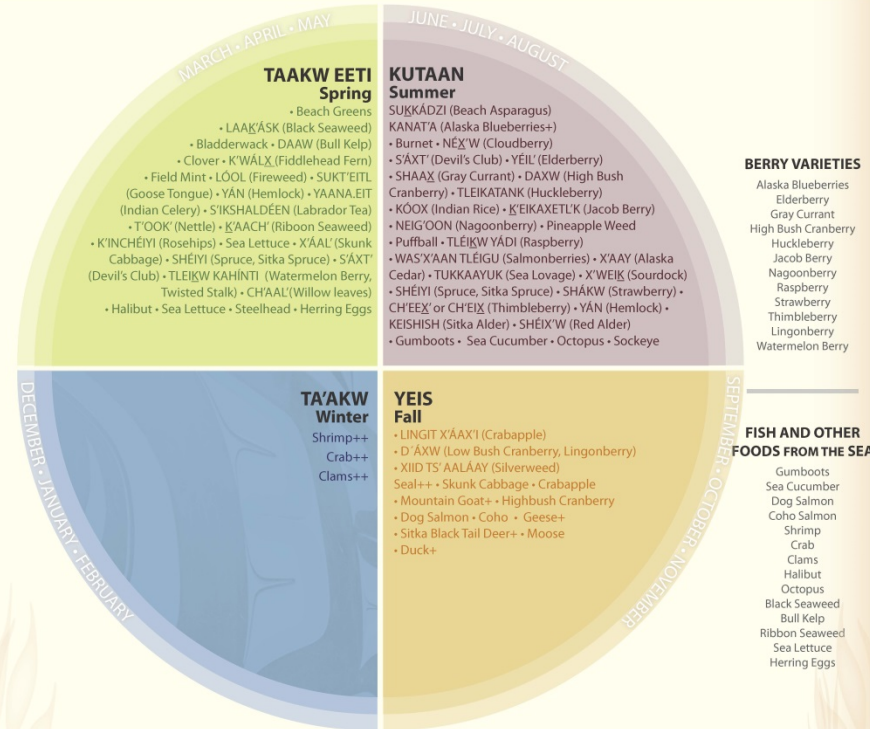 MARCH • APRIL • MAY
TAAKW EETI
Spring
• Beach Greens
• LAAḴ'ÁSK (Black Seaweed)
• Bladderwack • DAAW (Bull Kelp)
• Clover • K'WÁLX̲ (Fiddlehead Fern)
• Field Mint • LÓOL (Fireweed) • SUKT'EITL
(Goose Tongue) • YÁN (Hemlock) • YAANA.EIT
(Indian Celery) • S'IKSHALDÉEN (Labrador Tea)
• T'OOK' (Nettle) • ḴAACH' (Riboon Seaweed)
• K'INCHÉIYI (Rosehips) • Sea Lettuce • X'ÁAL' (Skunk
Cabbage) • SHÉIYI (Spruce, Sitka Spruce) • S'ÁXT'
(Devil's Club) • TLEIḴW KAHÍNTI (Watermelon Berry,
Twisted Stalk) • CH'AAL'(Willow leaves)
• Halibut • Sea Lettuce • Steelhead • Herring Eggs
JUNE • JULY • AUGUST
KUTAAN
Summer
SUḴKÁDZI (Beach Asparagus)
KANAT'A (Alaska Blueberries+)
• Burnet • NÉX̲'W (Cloudberry)
• S'ÁXT' (Devil's Club) • YÉIL' (Elderberry)
• SHAAX̲ (Gray Currant) • DAXW (High Bush
Cranberry) • TLEIKATANK (Huckleberry)
• KÓOX (Indian Rice) • Ḵ'EIKAXETL'K (Jacob Berry)
• NEIG'OON (Nagoonberry) • Pineapple Weed
• Puffball • TLÉIḴW YÁDI (Raspberry)
• WAS'X'AAN TLÉIGU (Salmonberries) • X'AAY (Alaska
Cedar) • TUKKAAYUK (Sea Lovage) • X'WEIḴ (Sourdock)
• SHÉIYI (Spruce, Sitka Spruce) • SHÁKW (Strawberry) •
CH'EEX̲' or CH'EIX̲ (Thimbleberry) • YÁN (Hemlock) •
KEISHISH (Sitka Alder) • SHÉIX'W (Red Alder)
• Gumboots • Sea Cucumber • Octopus • Sockeye
DECEMBER • JANUARY • FEBRUARY
TA'AKW
Winter
Shrimp++
Crab++
Clams++
SEPTEMBER • OCTOBER • NOVEMBER
YEIS
Fall
• LINGIT X'ÁAX'I (Crabapple)
• D´ÁXW (Low Bush Cranberry, Lingonberry)
• XIID TS' AALÁAY (Silverweed)
Seal++ • Skunk Cabbage • Crabapple
• Mountain Goat+ • Highbush Cranberry
• Dog Salmon • Coho • Geese+
• Sitka Black Tail Deer+ • Moose
• Duck+
BERRY VARIETIES
Alaska Blueberries
Elderberry
Gray Currant
High Bush Cranberry
Huckleberry
Jacob Berry
Nagoonberry
Raspberry
Strawberry
Thimbleberry
Lingonberry
Watermelon Berry
FISH AND OTHER
FOODS FROM THE SEA
Gumboots
Sea Cucumber
Dog Salmon
Coho Salmon
Shrimp
Crab
Clams
Halibut
Octopus
Black Seaweed
Bull Kelp
Ribbon Seaweed
Sea Lettuce
Herring Eggs